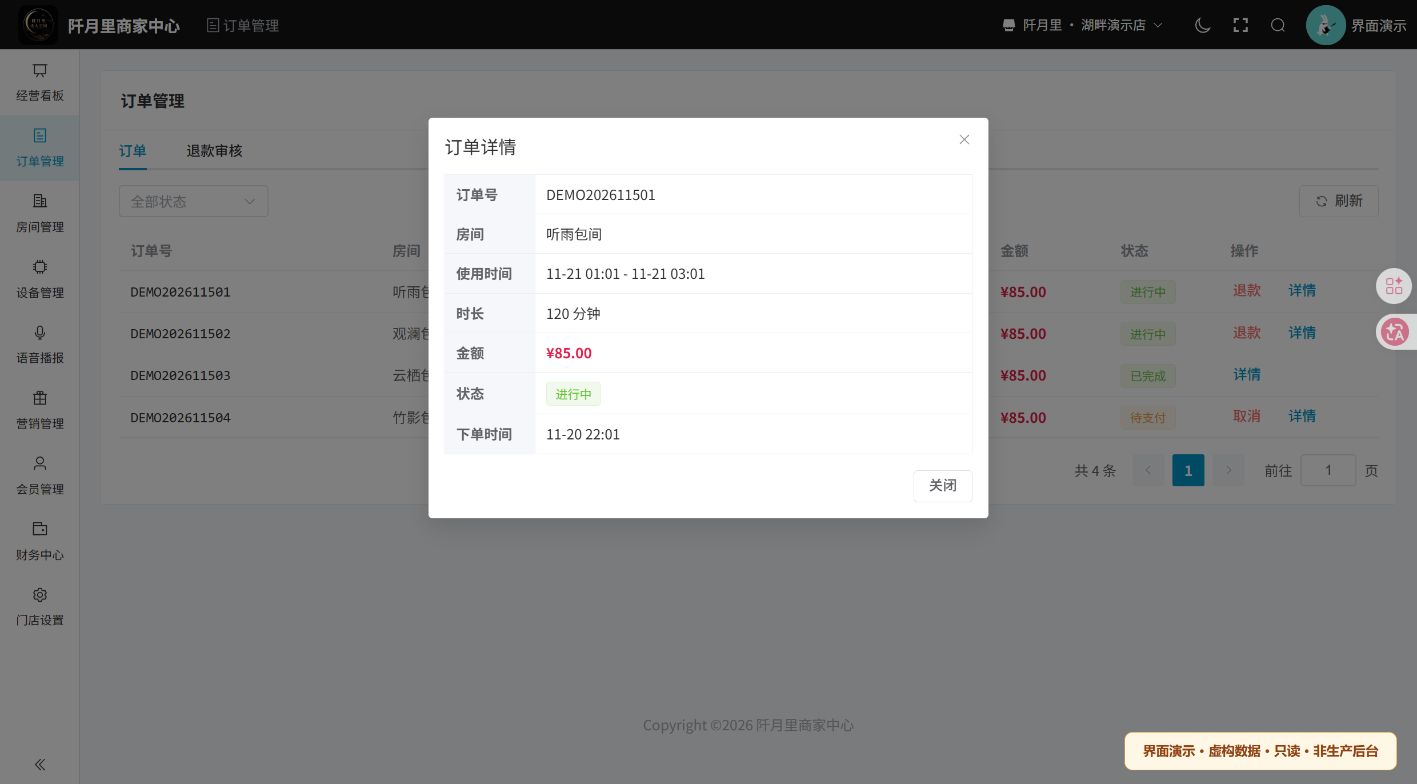 阡月里商家中心
订单管理
阡月里 · 湖畔演示店
界面演示
经营看板
订单管理
房间管理
设备管理
语音播报
营销管理
会员管理
财务中心
门店设置
订单管理
订单 退款审核
全部状态
刷新
订单号 房间 金额 状态 操作
DEMO202611501 听雨 ¥85.00 进行中 退款 详情
DEMO202611502 观澜 ¥85.00 进行中 退款 详情
DEMO202611503 云栖 ¥85.00 已完成 详情
DEMO202611504 竹影 ¥85.00 待支付 取消 详情
共 4 条 1 前往 1 页
订单详情
订单号 DEMO202611501
房间 听雨包间
使用时间 11-21 01:01 - 11-21 03:01
时长 120 分钟
金额 ¥85.00
状态 进行中
下单时间 11-20 22:01
关闭
Copyright ©2026 阡月里商家中心
界面演示 · 虚构数据 · 只读 · 非生产后台